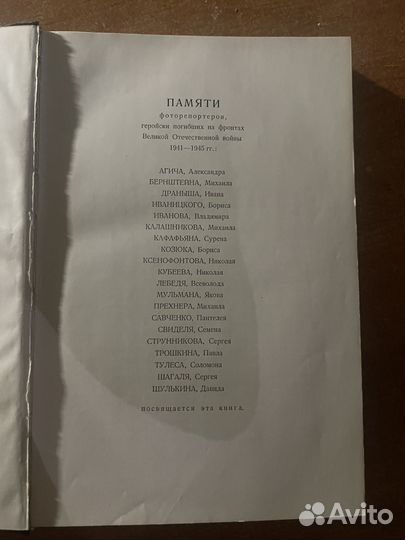 ПАМЯТИ
фоторепортеров,
геройски погибших на фронтах
Великой Отечественной войны
1941—1945 гг.:
АГИЧА, Александра
БЕРНШТЕЙНА, Михаила
ДРАНЫША, Ивана
ИВАНИЦКОГО, Бориса
ИВАНОВА, Владимира
КАЛАШНИКОВА, Михаила
КАФАФЬЯНА, Сурена
КОЗЮКА, Бориса
КСЕНОФОНТОВА, Николая
КУБЕЕВА, Николая
ЛЕБЕДЯ, Всеволода
МУЛЬМАНА, Якова
ПРЕХНЕРА, Михаила
САВЧЕНКО, Пантелея
СВИДЕЛЯ, Семена
СТРУННИКОВА, Сергея
ТРОШКИНА, Павла
ТУЛЕСА, Соломона
ШАГАЛЯ, Сергея
ШУЛЬКИНА, Давида
посвящается эта книга.
Avito